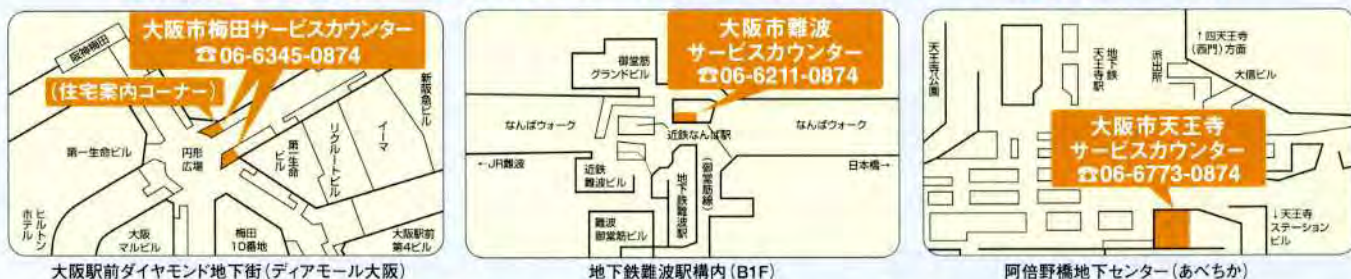 大阪市梅田サービスカウンター
☎06-6345-0874
(住宅案内コーナー)
阪神梅田
新阪急ビル
イーマ
リクルートビル
第一生命
ビル
第一生命ビル
円形
広場
ヒルトン
ホテル
大阪
マルビル
梅田
10番地
大阪駅前
第4ビル
大阪駅前ダイヤモンド地下街(ディアモール大阪)
大阪市難波
サービスカウンター
☎06-6211-0874
御堂筋
グランドビル
なんばウォーク
近鉄なんば駅
なんばウォーク
←JR難波
日本橋→
近鉄
難波ビル
地下鉄難波駅
(御堂筋線)
難波
御堂筋ビル
地下鉄難波駅構内(B1F)
天王寺公園
地下鉄
天王寺駅
派出所
↑四天王寺
(西門)方面
大信ビル
大阪市天王寺
サービスカウンター
☎06-6773-0874
↓天王寺
ステーション
ビル
阿倍野橋地下センター(あべちか)